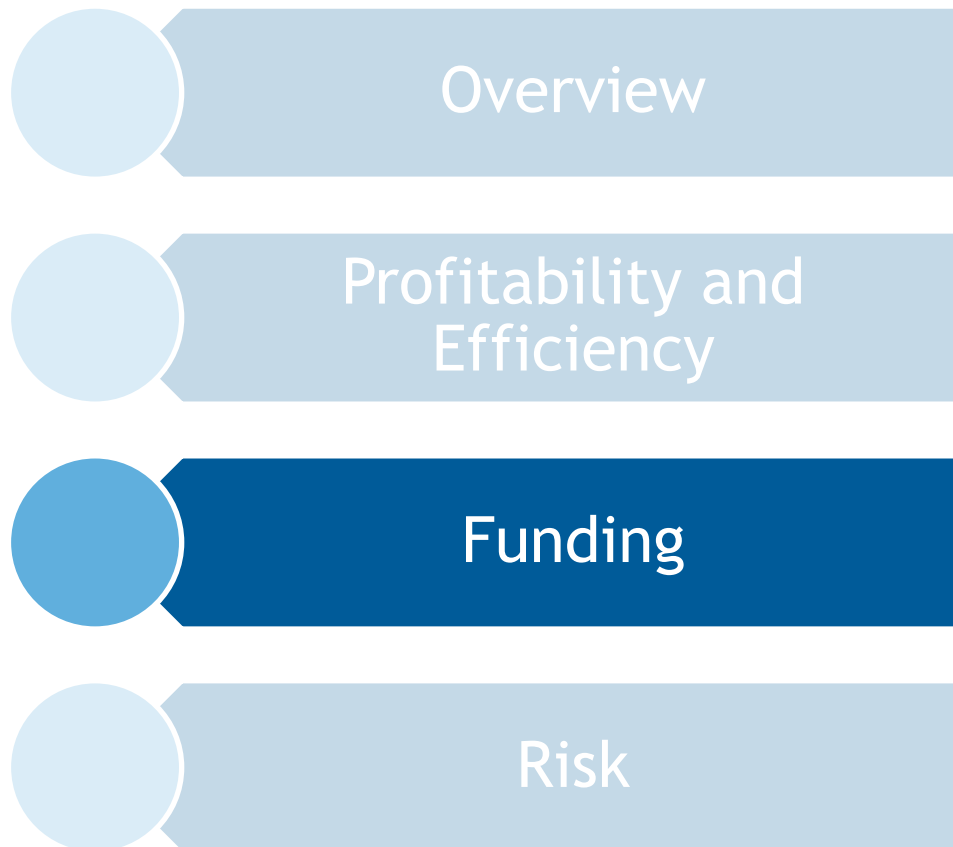 Overview
Profitability and
Efficiency
Funding
Risk